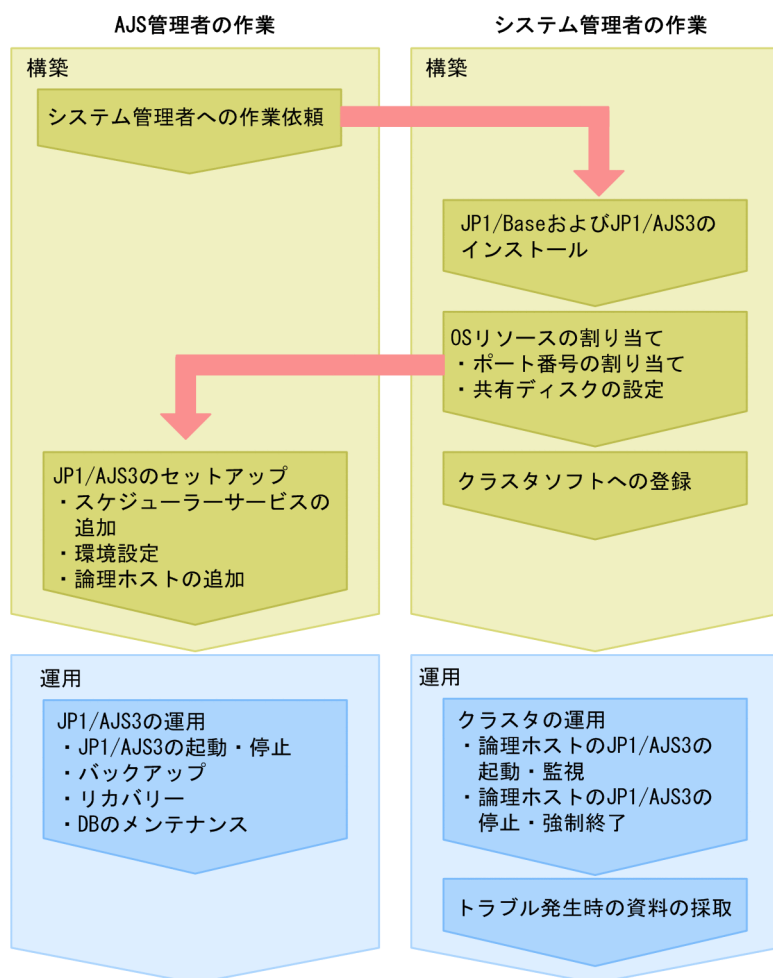 AJS管理者の作業
構築
システム管理者への作業依頼
JP1/AJS3のセットアップ
・スケジューラーサービスの
追加
・環境設定
・論理ホストの追加
運用
JP1/AJS3の運用
・JP1/AJS3の起動・停止
・バックアップ
・リカバリー
・DBのメンテナンス
システム管理者の作業
構築
JP1/BaseおよびJP1/AJS3の
インストール
OSリソースの割り当て
・ポート番号の割り当て
・共有ディスクの設定
クラスタソフトへの登録
運用
クラスタの運用
・論理ホストのJP1/AJS3の
起動・監視
・論理ホストのJP1/AJS3の
停止・強制終了
トラブル発生時の資料の採取